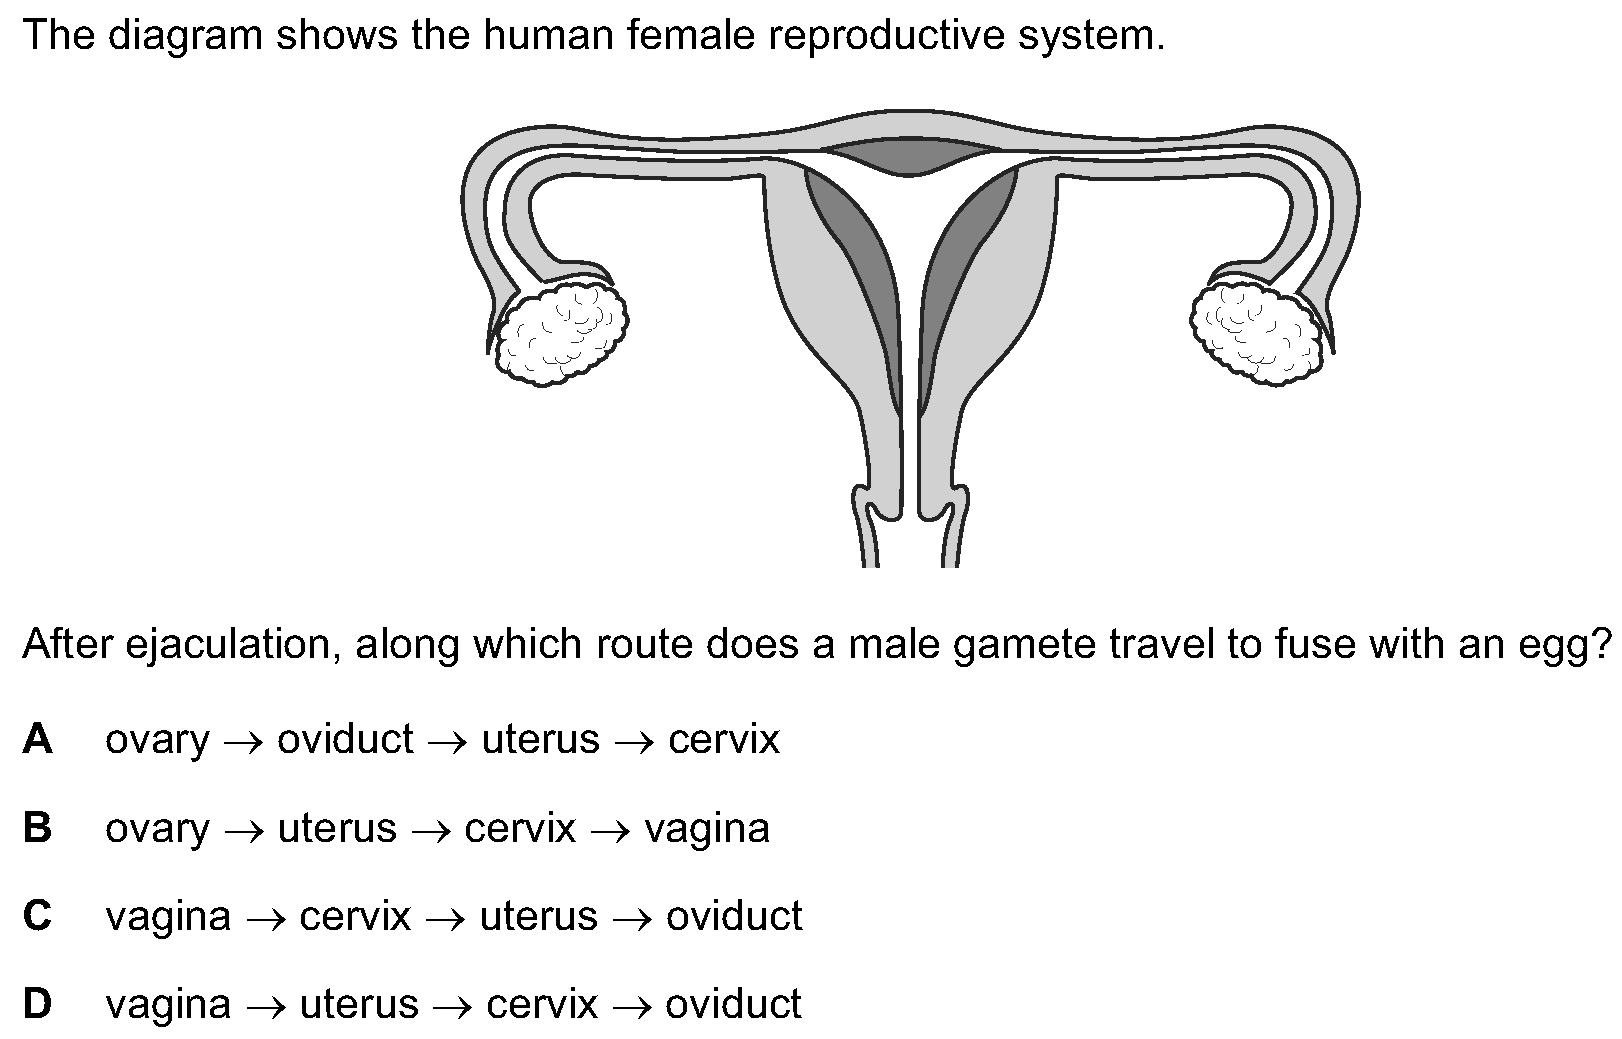 The diagram shows the human female reproductive system.
After ejaculation, along which route does a male gamete travel to fuse with an egg?
A ovary → oviduct → uterus → cervix
B ovary → uterus → cervix → vagina
C vagina → cervix → uterus → oviduct
D vagina → uterus → cervix → oviduct